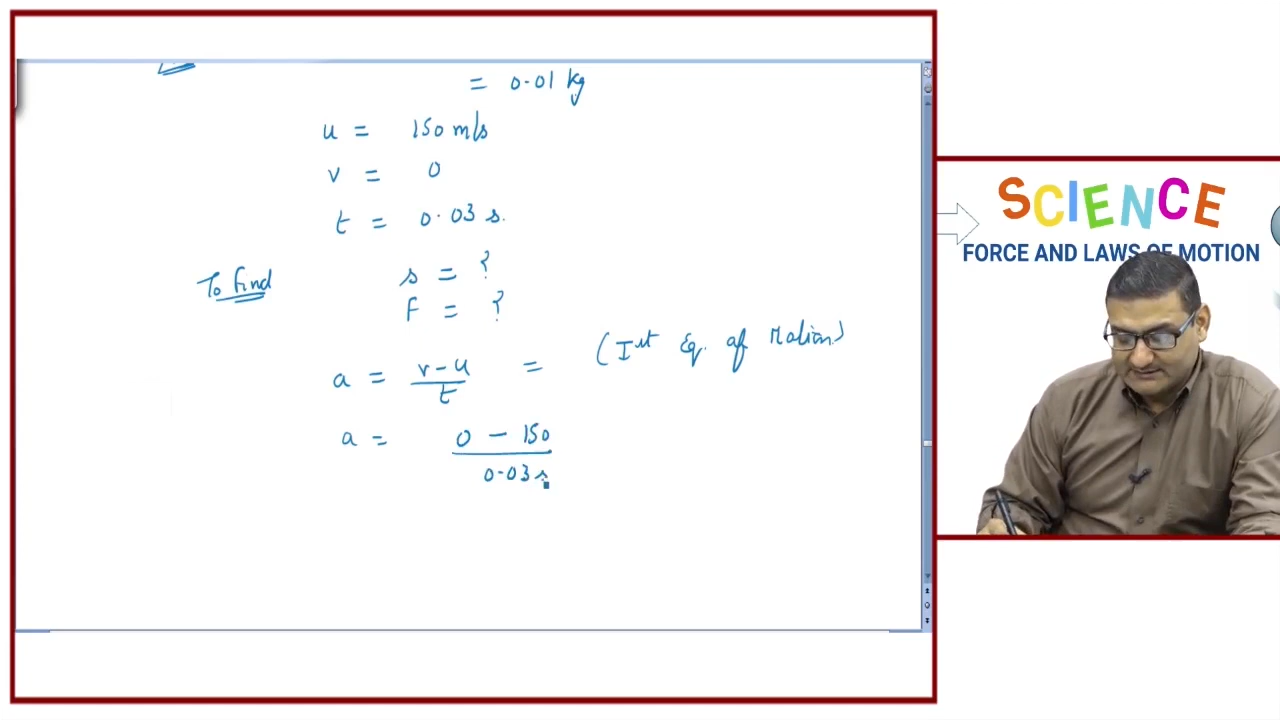 = 0.01 kg
u = 150 m/s
v = 0
t = 0.03 s.
To find s = ?
F = ?
a = v-u/t = (Ist Eq. of Motion)
a = 0 - 150
0.03 s
SCIENCE
FORCE AND LAWS OF MOTION